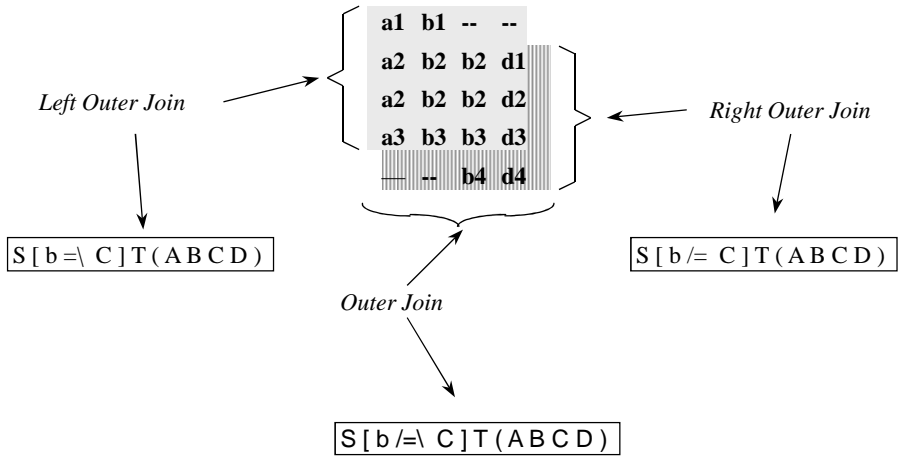 a1 b1 -- --
a2 b2 b2 d1
a2 b2 b2 d2
a3 b3 b3 d3
— -- b4 d4
Left Outer Join
Right Outer Join
S [ b =\ C ] T ( A B C D )
S [ b /= C ] T ( A B C D )
Outer Join
S [ b /=\ C ] T ( A B C D )